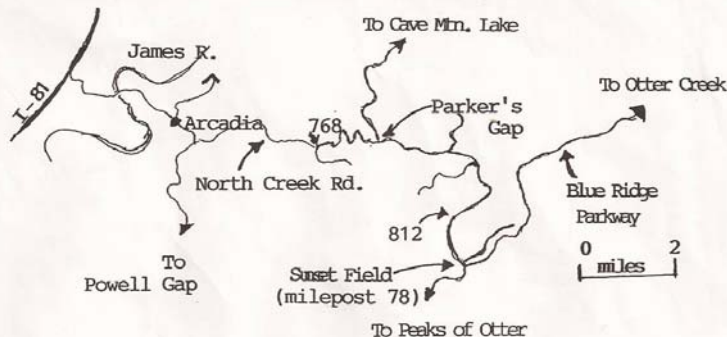 To Cave Mtn. Lake
James R.
To Otter Creek
I-81
Parker's
Gap
Arcadia
768
North Creek Rd.
Blue Ridge
Parkway
812
0 2
miles
To
Powell Gap
Sunset Field
(milepost 78)
To Peaks of Otter